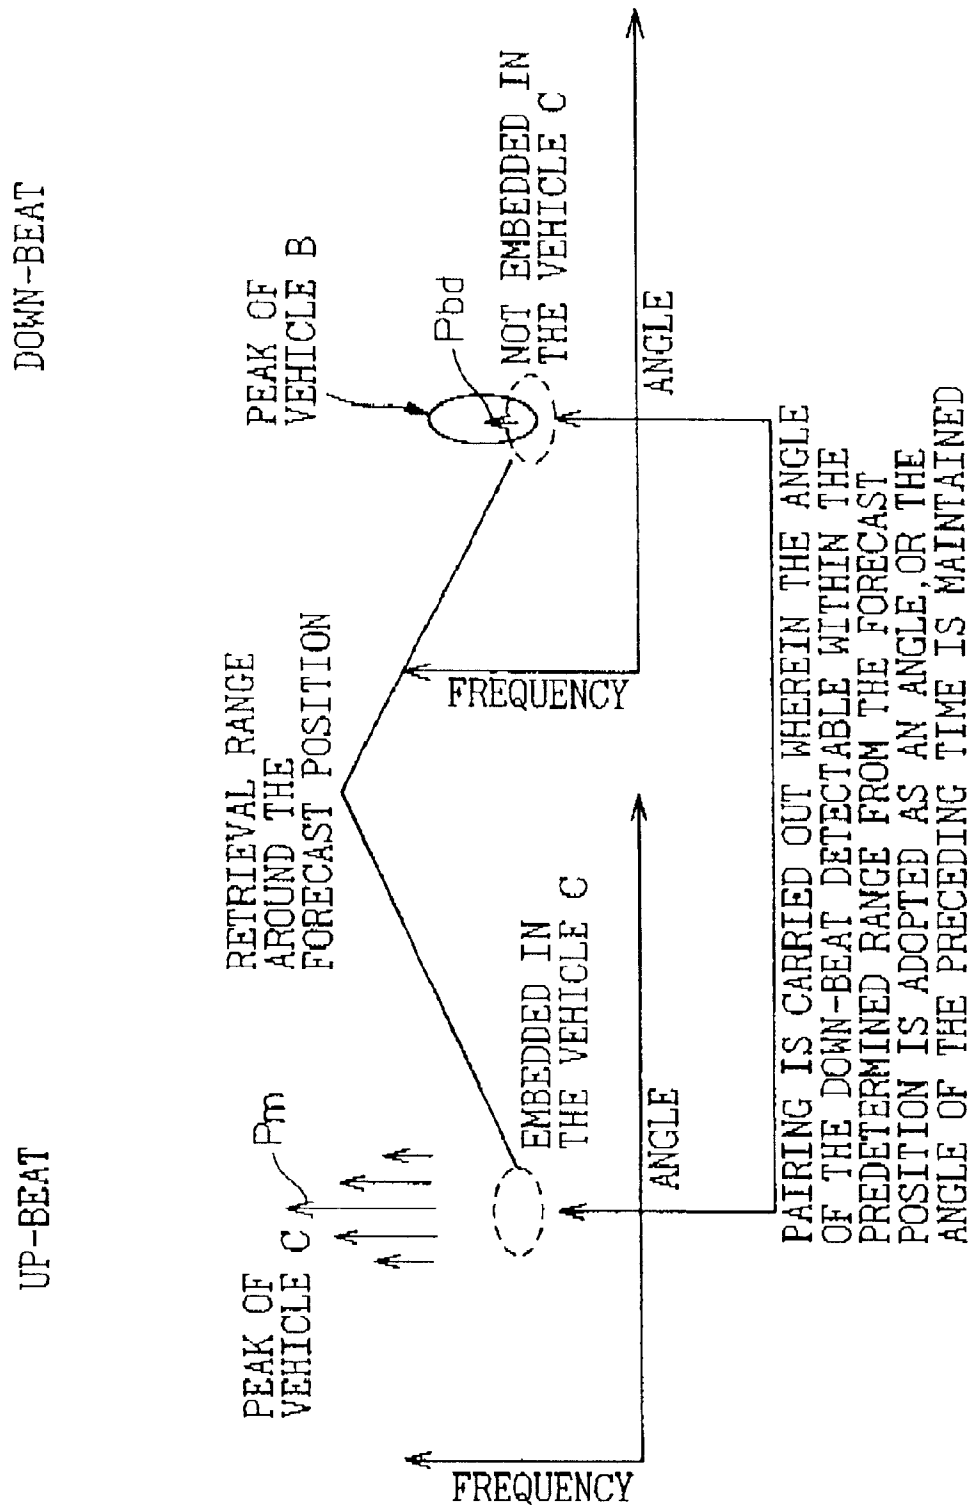 UP-BEAT
DOWN-BEAT
PEAK OF
VEHICLE C
Pm
RETRIEVAL RANGE
AROUND THE
FORECAST POSITION
PEAK OF
VEHICLE B
Pbd
EMBEDDED IN
THE VEHICLE C
NOT EMBEDDED IN
THE VEHICLE C
FREQUENCY
ANGLE
FREQUENCY
ANGLE
PAIRING IS CARRIED OUT WHEREIN THE ANGLE
OF THE DOWN-BEAT DETECTABLE WITHIN THE
PREDETERMINED RANGE FROM THE FORECAST
POSITION IS ADOPTED AS AN ANGLE,OR THE
ANGLE OF THE PRECEDING TIME IS MAINTAINED